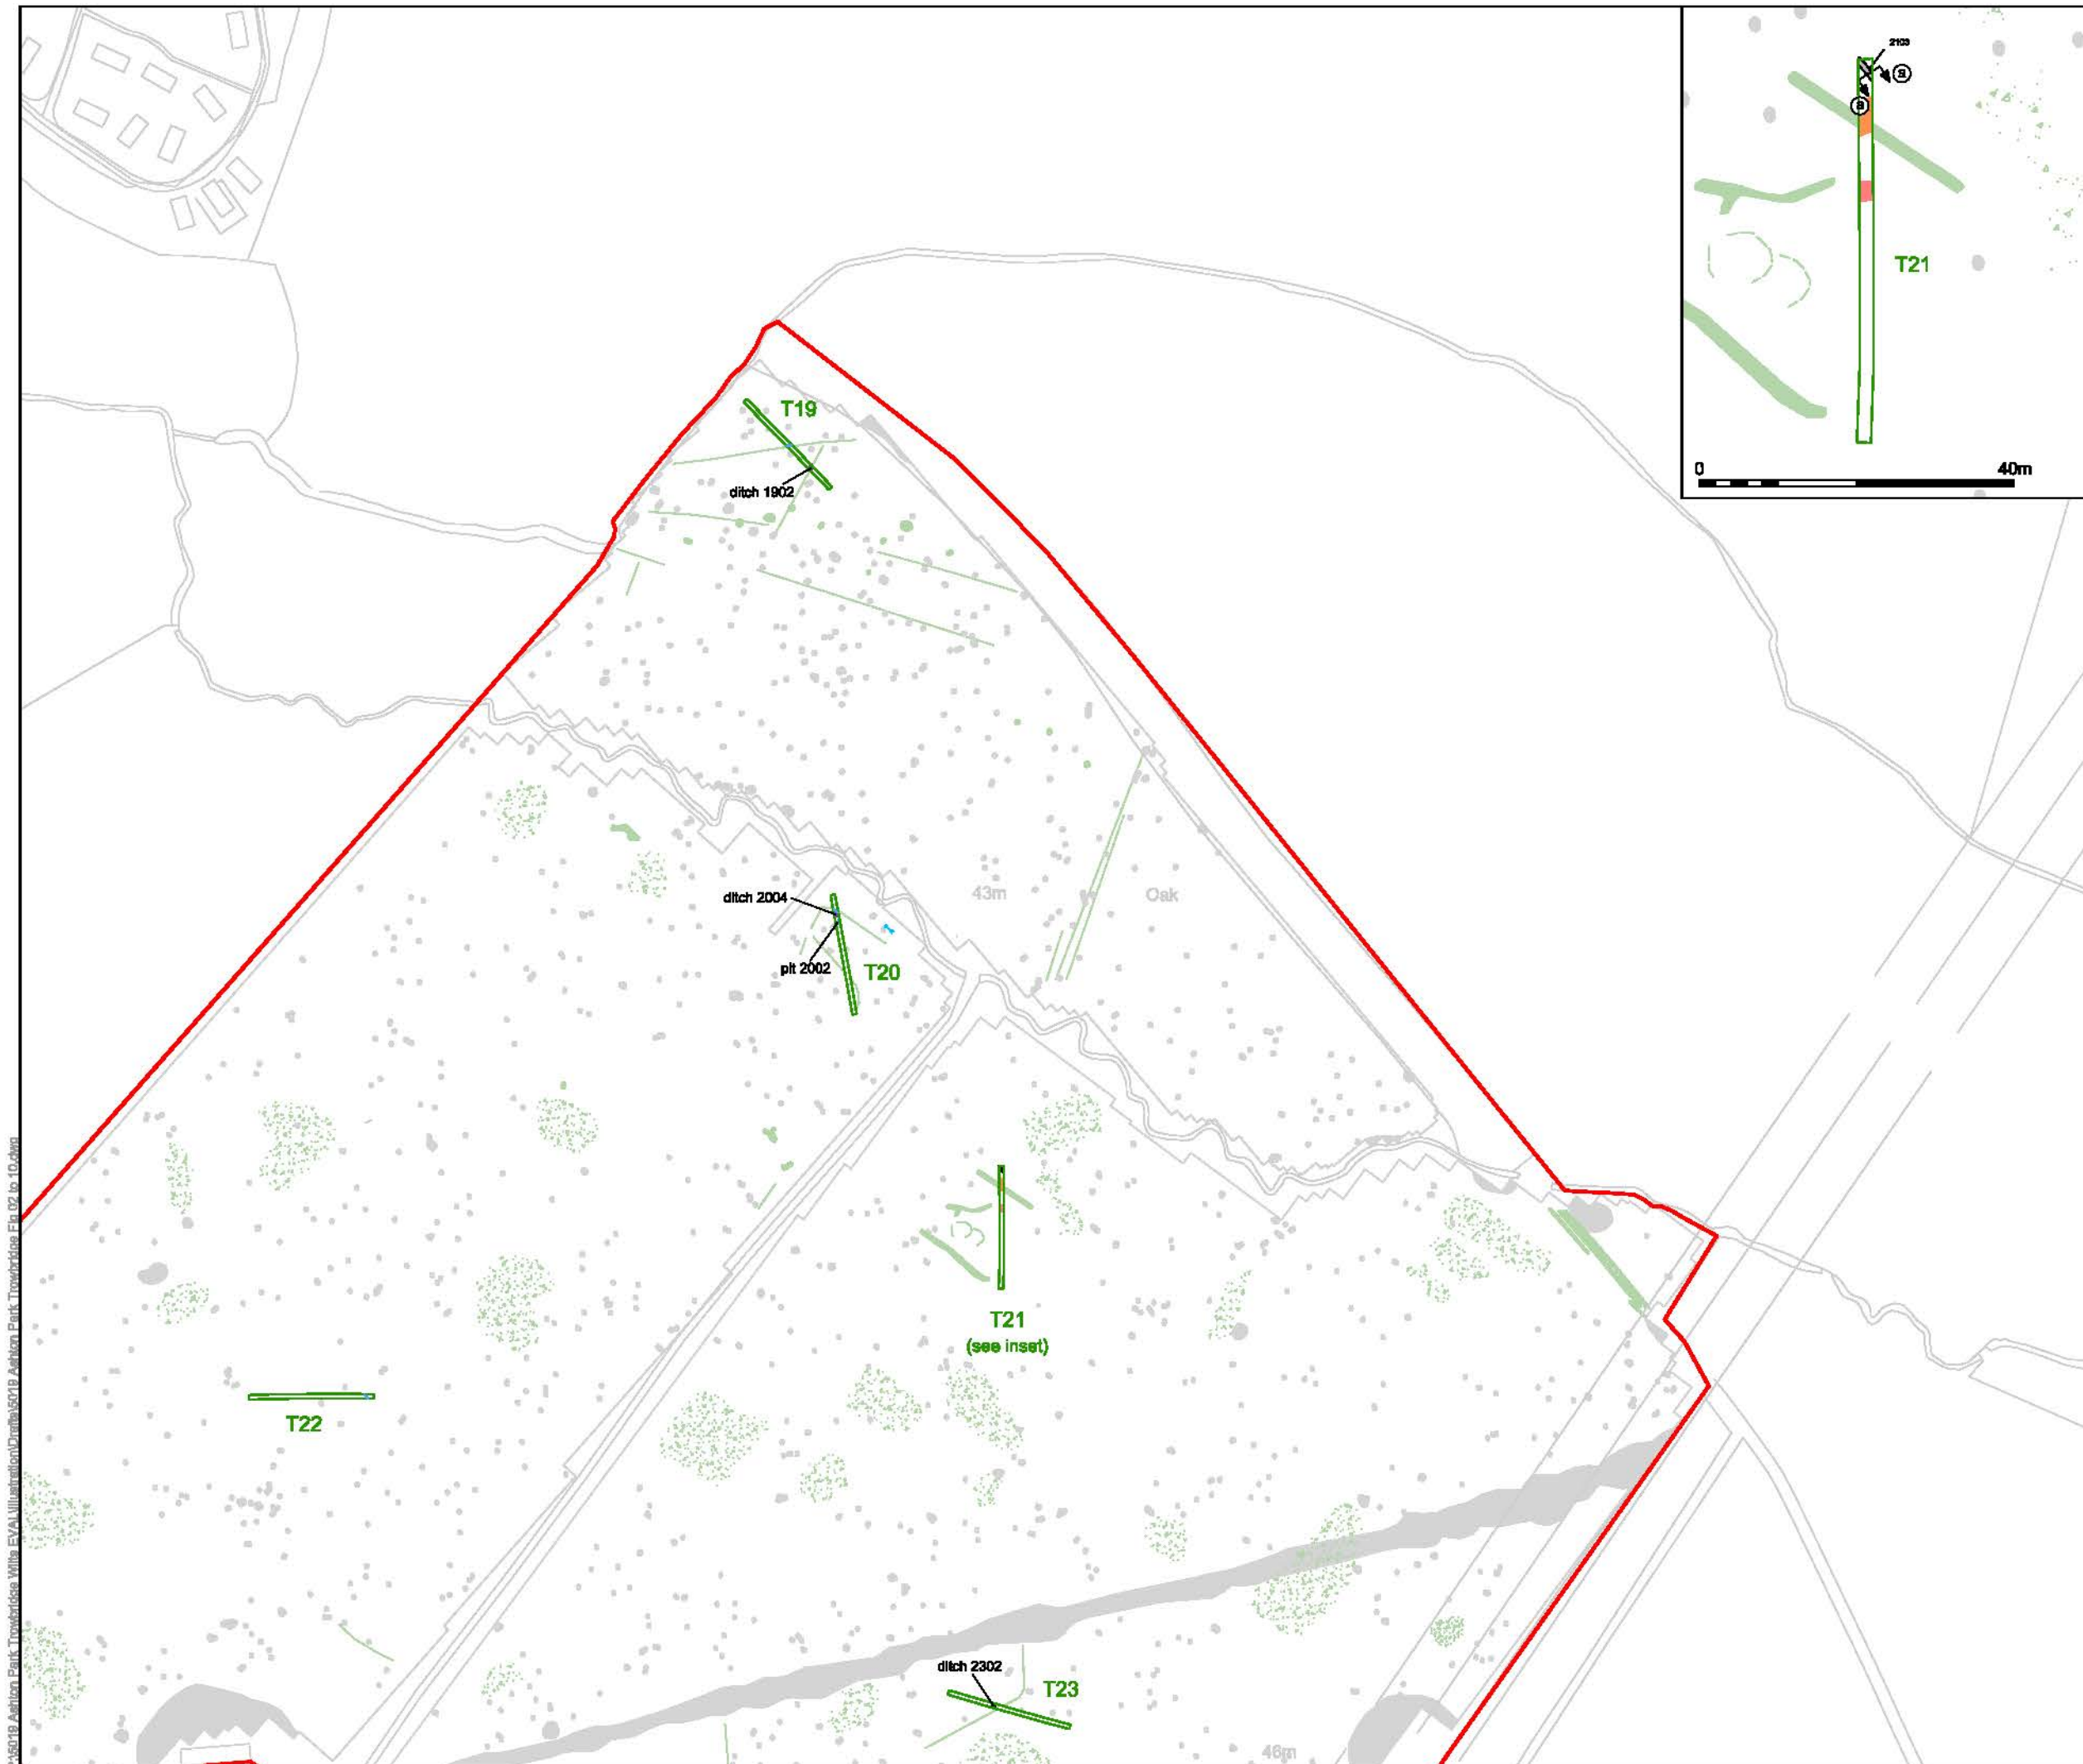 2103
T21
0 40m
T19
ditch 1902
43m
Oak
ditch 2004
pit 2002
T20
T21
(see inset)
T22
ditch 2302
T23
46m